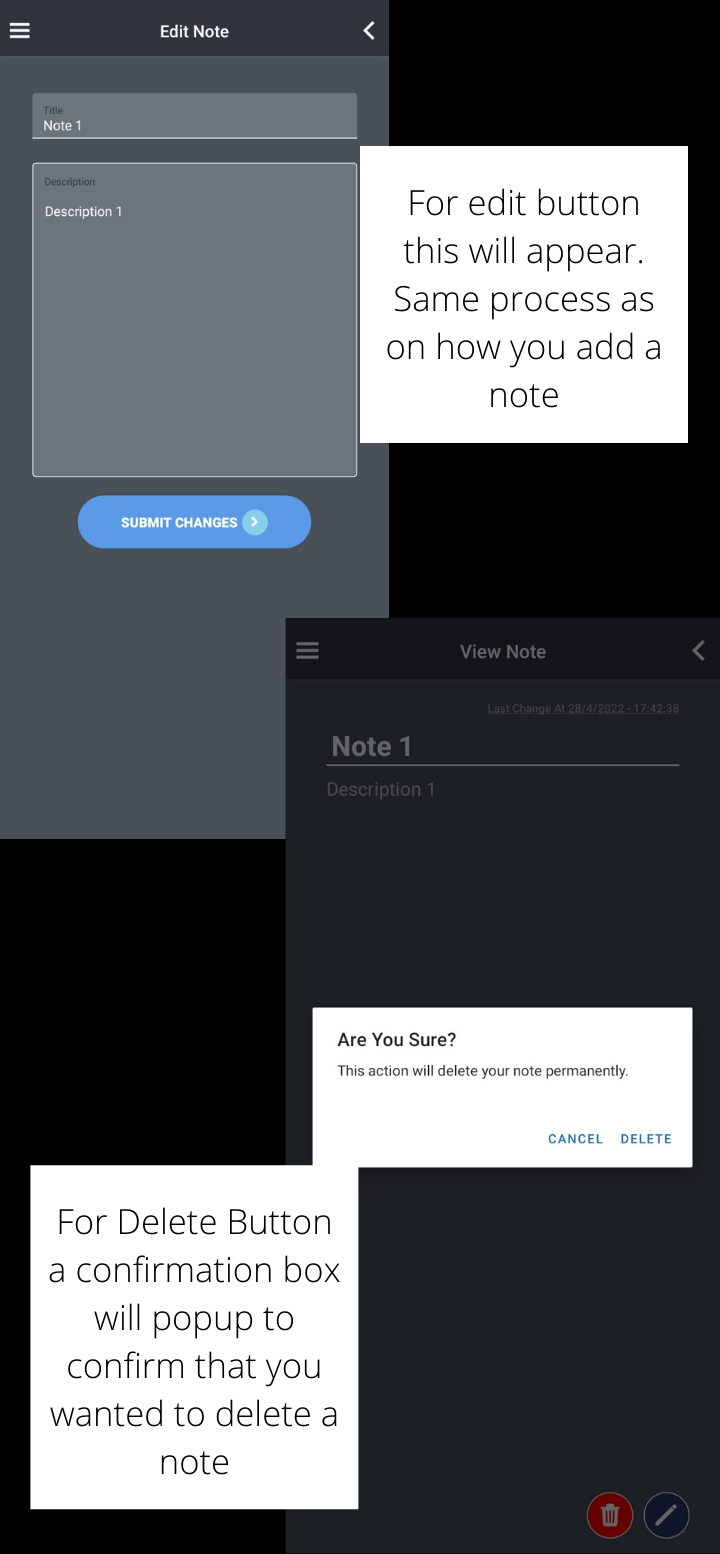 Edit Note
Title
Note 1
Description
Description 1
SUBMIT CHANGES
For edit button
this will appear.
Same process as
on how you add a
note
View Note
Last Change At 28/4/2022 - 17:42:38
Note 1
Description 1
Are You Sure?
This action will delete your note permanently.
CANCEL DELETE
For Delete Button
a confirmation box
will popup to
confirm that you
wanted to delete a
note